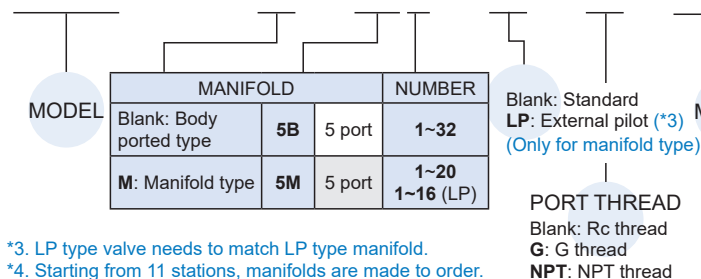 MODEL
MANIFOLD NUMBER
Blank: Body
ported type 5B 5 port 1~32
M: Manifold type 5M 5 port 1~20
1~16 (LP)
Blank: Standard
LP: External pilot (*3)
(Only for manifold type)
PORT THREAD
Blank: Rc thread
G: G thread
NPT: NPT thread
*3. LP type valve needs to match LP type manifold.
*4. Starting from 11 stations, manifolds are made to order.